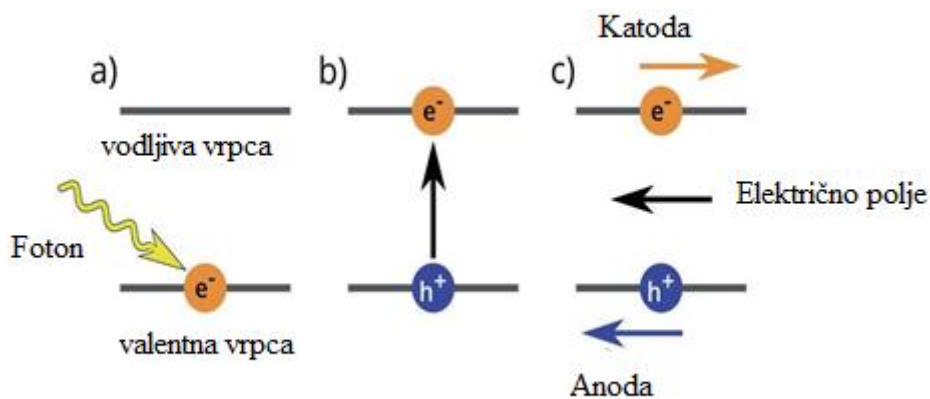 Katoda
a)
b)
c)
e⁻
e⁻
vodljiva vrpca
Električno polje
Foton
e⁻
h⁺
h⁺
valentna vrpca
Anoda